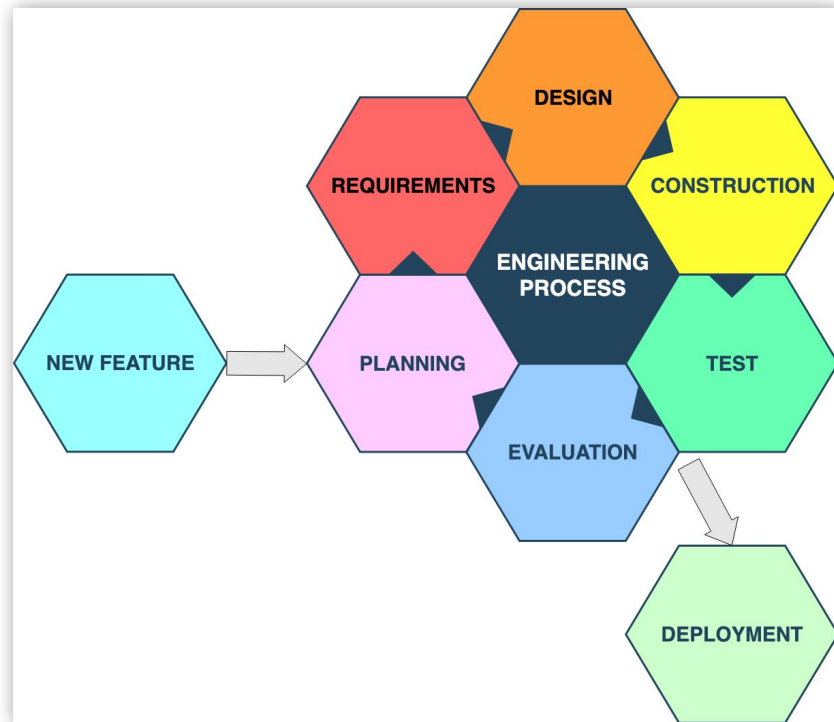 DESIGN
REQUIREMENTS
CONSTRUCTION
ENGINEERING
PROCESS
NEW FEATURE
PLANNING
TEST
EVALUATION
DEPLOYMENT